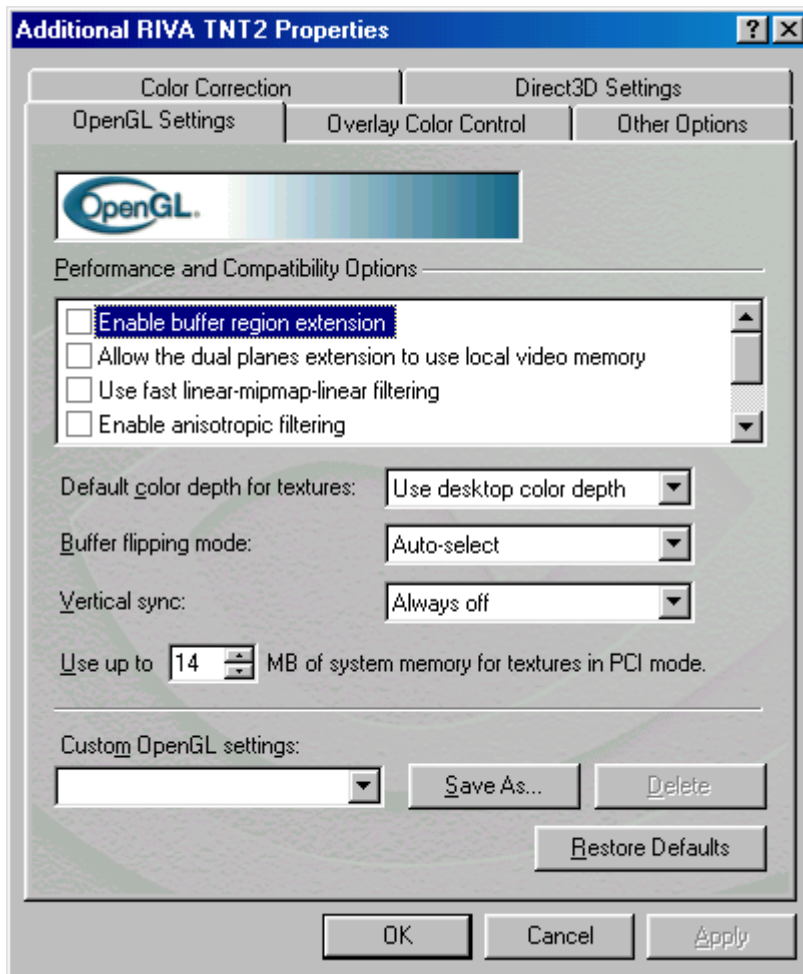 Additional RIVA TNT2 Properties
Color Correction
Direct3D Settings
OpenGL Settings
Overlay Color Control
Other Options
OpenGL.
Performance and Compatibility Options
Enable buffer region extension
Allow the dual planes extension to use local video memory
Use fast linear-mipmap-linear filtering
Enable anisotropic filtering
Default color depth for textures: Use desktop color depth
Buffer flipping mode: Auto-select
Vertical sync: Always off
Use up to 14 MB of system memory for textures in PCI mode.
Custom OpenGL settings:
Save As...
Delete
Restore Defaults
OK
Cancel
Apply